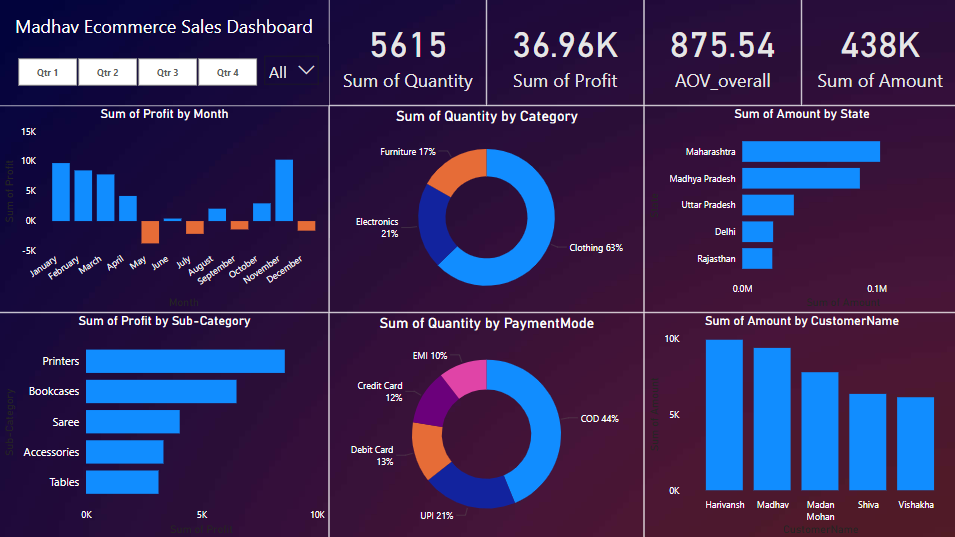 Madhav Ecommerce Sales Dashboard
Qtr 1 Qtr 2 Qtr 3 Qtr 4 All
5615
Sum of Quantity
36.96K
Sum of Profit
875.54
AOV_overall
438K
Sum of Amount
Sum of Profit by Month
Sum of Profit
15K
10K
5K
0K
-5K
January
February
March
April
May
June
July
August
September
October
November
December
Month
Sum of Quantity by Category
Furniture 17%
Electronics
21%
Clothing 63%
Sum of Amount by State
Maharashtra
Madhya Pradesh
Uttar Pradesh
Delhi
Rajasthan
0.0M
0.1M
Sum of Profit by Sub-Category
Sub-Category
Printers
Bookcases
Saree
Accessories
Tables
0K
5K
10K
Sum of Profit
Sum of Quantity by PaymentMode
EMI 10%
Credit Card
12%
Debit Card
13%
UPI 21%
COD 44%
Sum of Amount by CustomerName
10K
5K
0K
Harivansh
Madhav
Madan
Mohan
Shiva
Vishakha
CustomerName